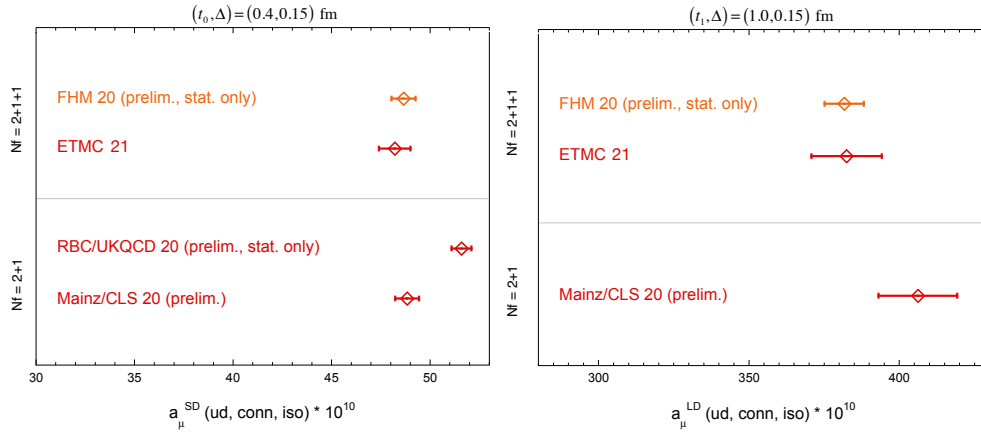 (t₀,Δ)=(0.4,0.15) fm
Nf = 2+1+1
FHM 20 (prelim., stat. only)
ETMC 21
Nf = 2+1
RBC/UKQCD 20 (prelim., stat. only)
Mainz/CLS 20 (prelim.)
30 35 40 45 50
a_μ^SD (ud, conn, iso) * 10^10
(t₁,Δ)=(1.0,0.15) fm
Nf = 2+1+1
FHM 20 (prelim., stat. only)
ETMC 21
Nf = 2+1
Mainz/CLS 20 (prelim.)
300 350 400
a_μ^LD (ud, conn, iso) * 10^10